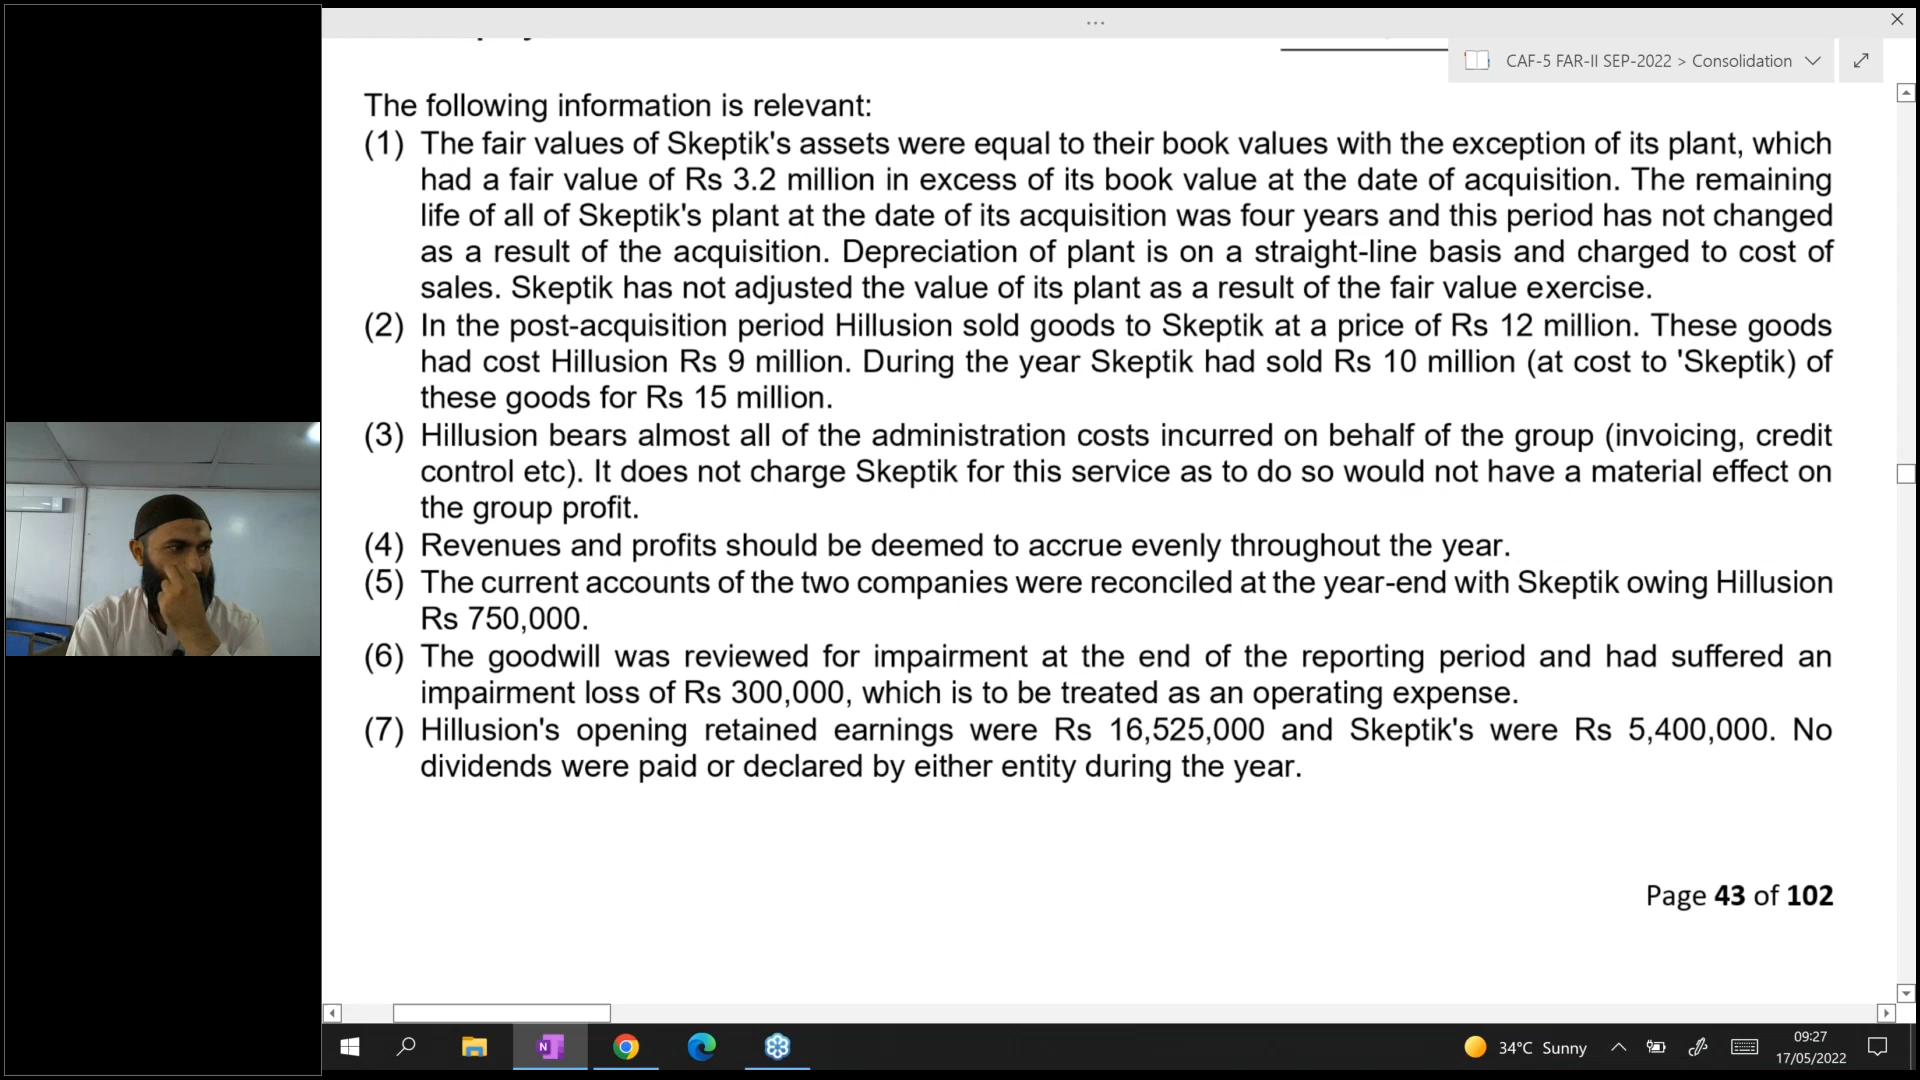 CAF-5 FAR-II SEP-2022 > Consolidation
The following information is relevant:
(1) The fair values of Skeptik's assets were equal to their book values with the exception of its plant, which
had a fair value of Rs 3.2 million in excess of its book value at the date of acquisition. The remaining
life of all of Skeptik's plant at the date of its acquisition was four years and this period has not changed
as a result of the acquisition. Depreciation of plant is on a straight-line basis and charged to cost of
sales. Skeptik has not adjusted the value of its plant as a result of the fair value exercise.
(2) In the post-acquisition period Hillusion sold goods to Skeptik at a price of Rs 12 million. These goods
had cost Hillusion Rs 9 million. During the year Skeptik had sold Rs 10 million (at cost to 'Skeptik) of
these goods for Rs 15 million.
(3) Hillusion bears almost all of the administration costs incurred on behalf of the group (invoicing, credit
control etc). It does not charge Skeptik for this service as to do so would not have a material effect on
the group profit.
(4) Revenues and profits should be deemed to accrue evenly throughout the year.
(5) The current accounts of the two companies were reconciled at the year-end with Skeptik owing Hillusion
Rs 750,000.
(6) The goodwill was reviewed for impairment at the end of the reporting period and had suffered an
impairment loss of Rs 300,000, which is to be treated as an operating expense.
(7) Hillusion's opening retained earnings were Rs 16,525,000 and Skeptik's were Rs 5,400,000. No
dividends were paid or declared by either entity during the year.
Page 43 of 102
N
34°C Sunny
09:27
17/05/2022